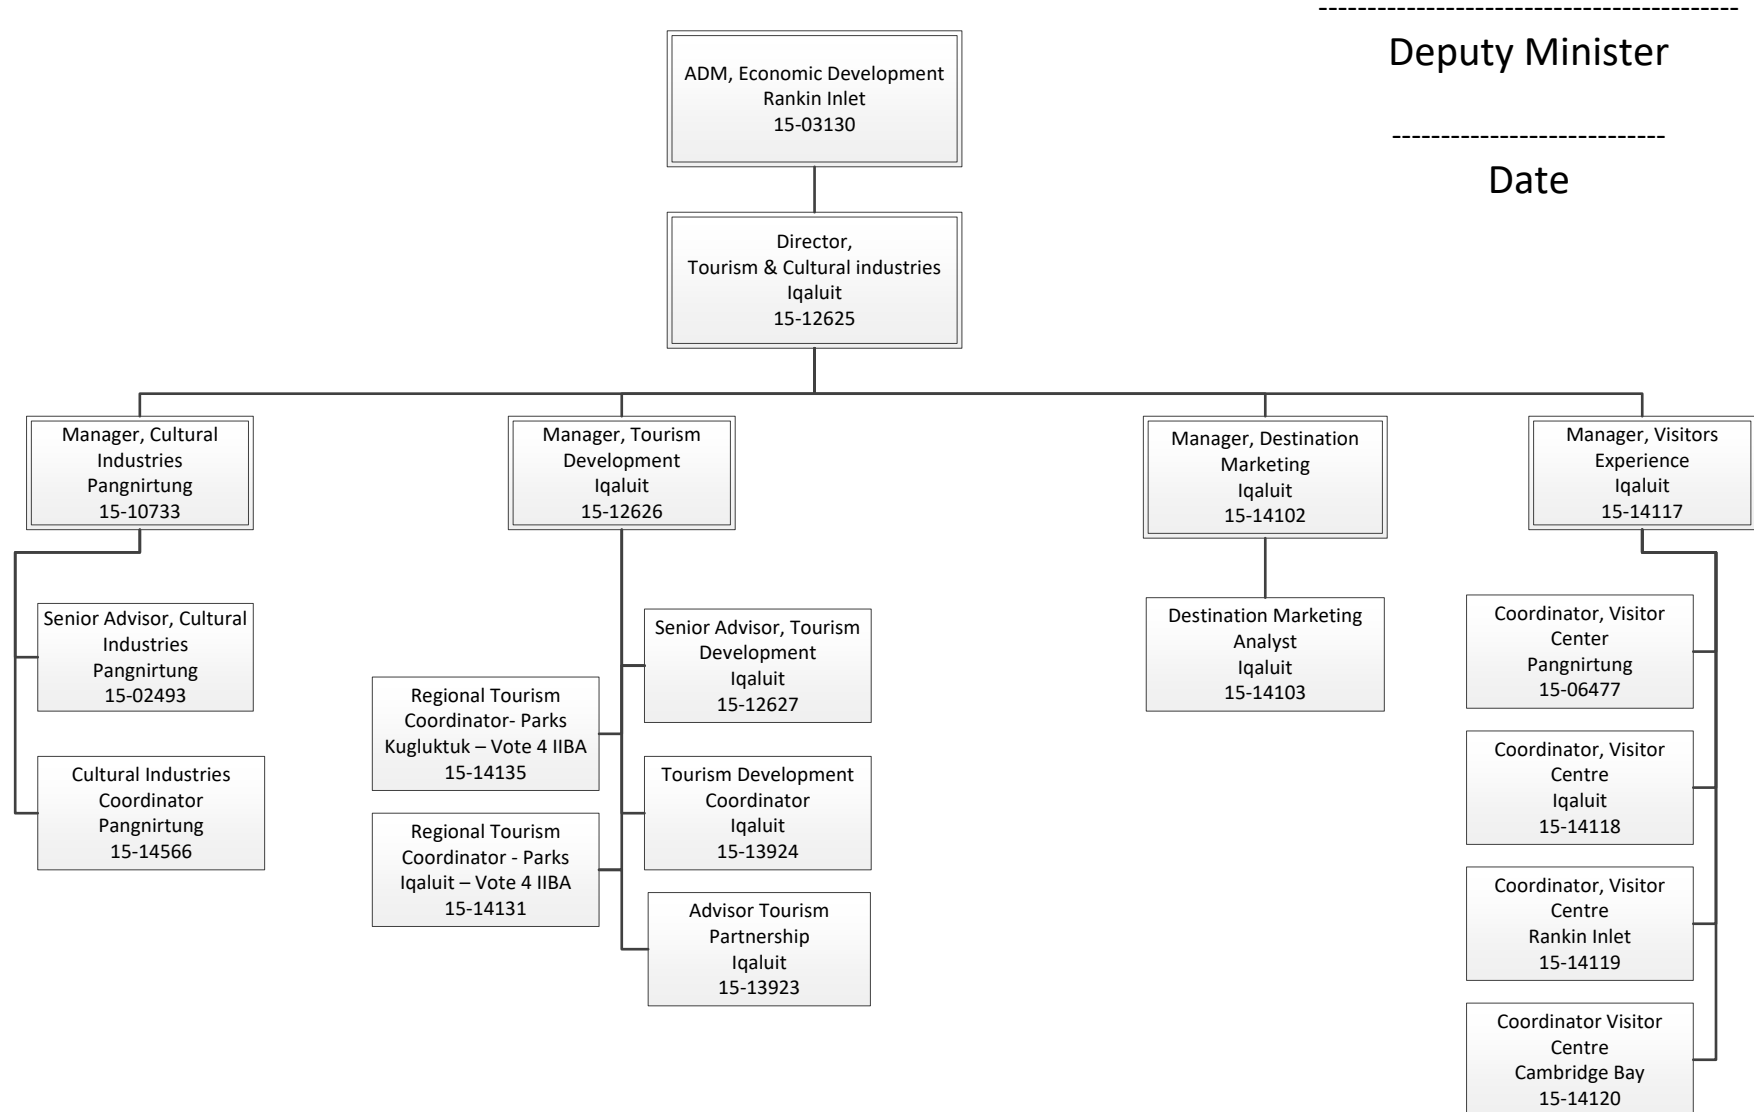 -------------------------------------------
Deputy Minister
----------------------------
Date
ADM, Economic Development
Rankin Inlet
15-03130
Director,
Tourism & Cultural industries
Iqaluit
15-12625
Manager, Cultural
Industries
Pangnirtung
15-10733
Manager, Tourism
Development
Iqaluit
15-12626
Manager, Destination
Marketing
Iqaluit
15-14102
Manager, Visitors
Experience
Iqaluit
15-14117
Senior Advisor, Cultural
Industries
Pangnirtung
15-02493
Cultural Industries
Coordinator
Pangnirtung
15-14566
Regional Tourism
Coordinator- Parks
Kugluktuk – Vote 4 IIBA
15-14135
Regional Tourism
Coordinator - Parks
Iqaluit – Vote 4 IIBA
15-14131
Senior Advisor, Tourism
Development
Iqaluit
15-12627
Tourism Development
Coordinator
Iqaluit
15-13924
Advisor Tourism
Partnership
Iqaluit
15-13923
Destination Marketing
Analyst
Iqaluit
15-14103
Coordinator, Visitor
Center
Pangnirtung
15-06477
Coordinator, Visitor
Centre
Iqaluit
15-14118
Coordinator, Visitor
Centre
Rankin Inlet
15-14119
Coordinator Visitor
Centre
Cambridge Bay
15-14120